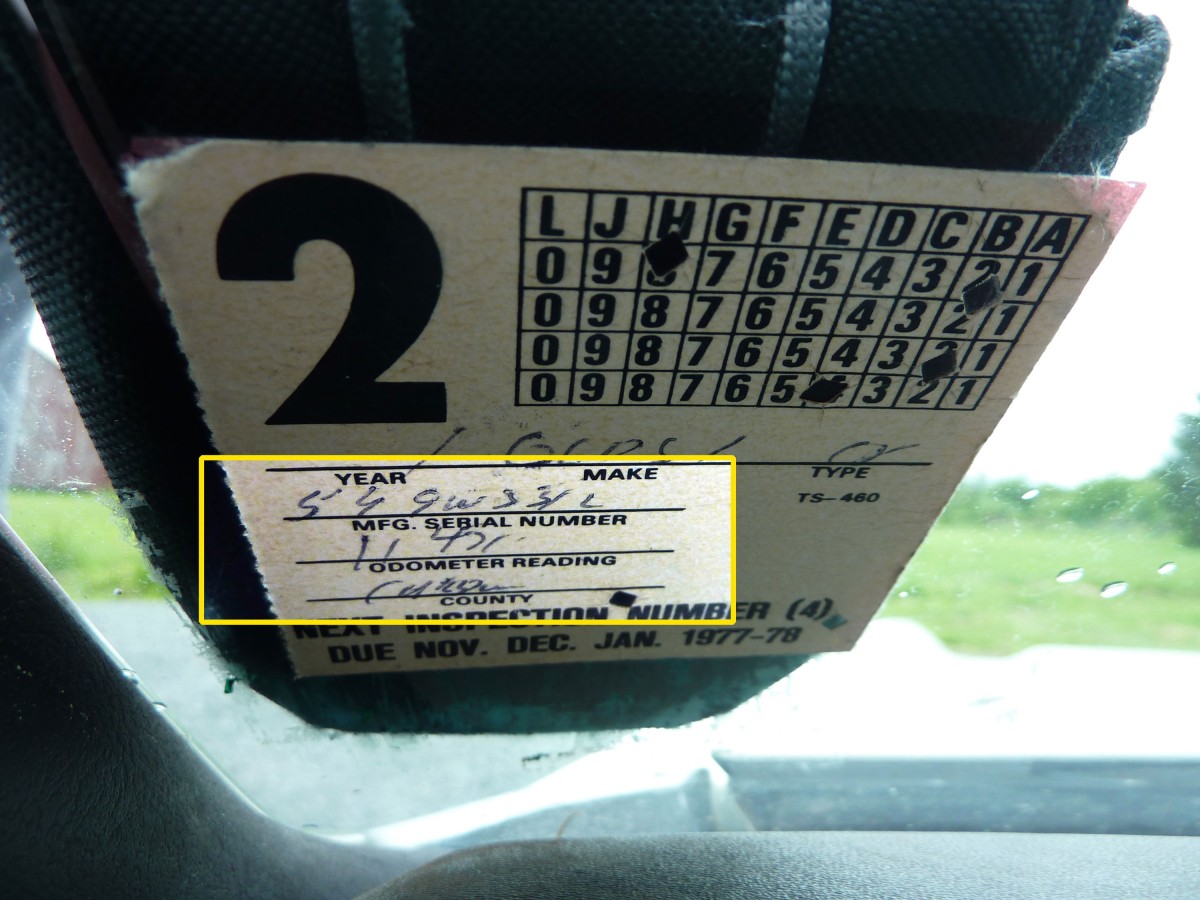 2
L J H G F E D C B A
0 9 8 7 6 5 4 3 2 1
0 9 8 7 6 5 4 3 2 1
0 9 8 7 6 5 4 3 2 1
0 9 8 7 6 5 4 3 2 1
YEAR MAKE TYPE
TS-460
MFG. SERIAL NUMBER
ODOMETER READING
COUNTY
NEXT INSPECTION NUMBER (4)
DUE NOV. DEC. JAN. 1977-78